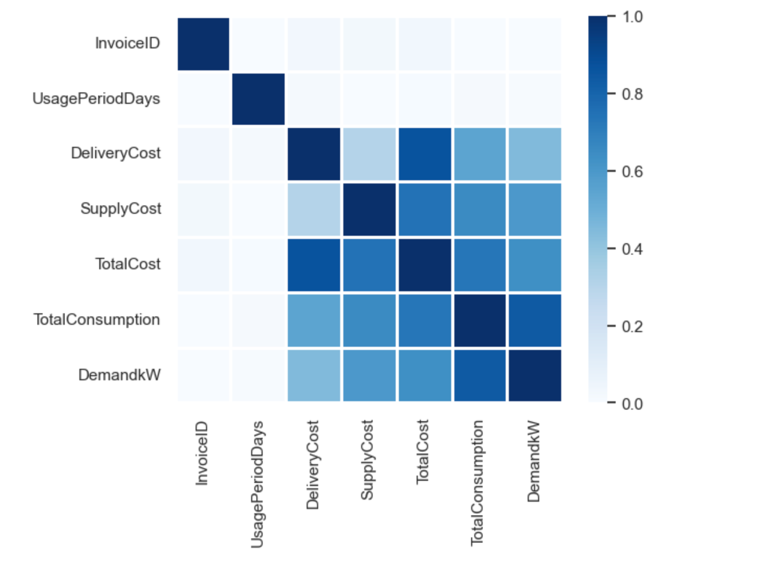 1.0
InvoiceID
UsagePeriodDays
0.8
DeliveryCost
0.6
SupplyCost
TotalCost
0.4
TotalConsumption
0.2
DemandkW
0.0
InvoiceID
UsagePeriodDays
DeliveryCost
SupplyCost
TotalCost
TotalConsumption
DemandkW